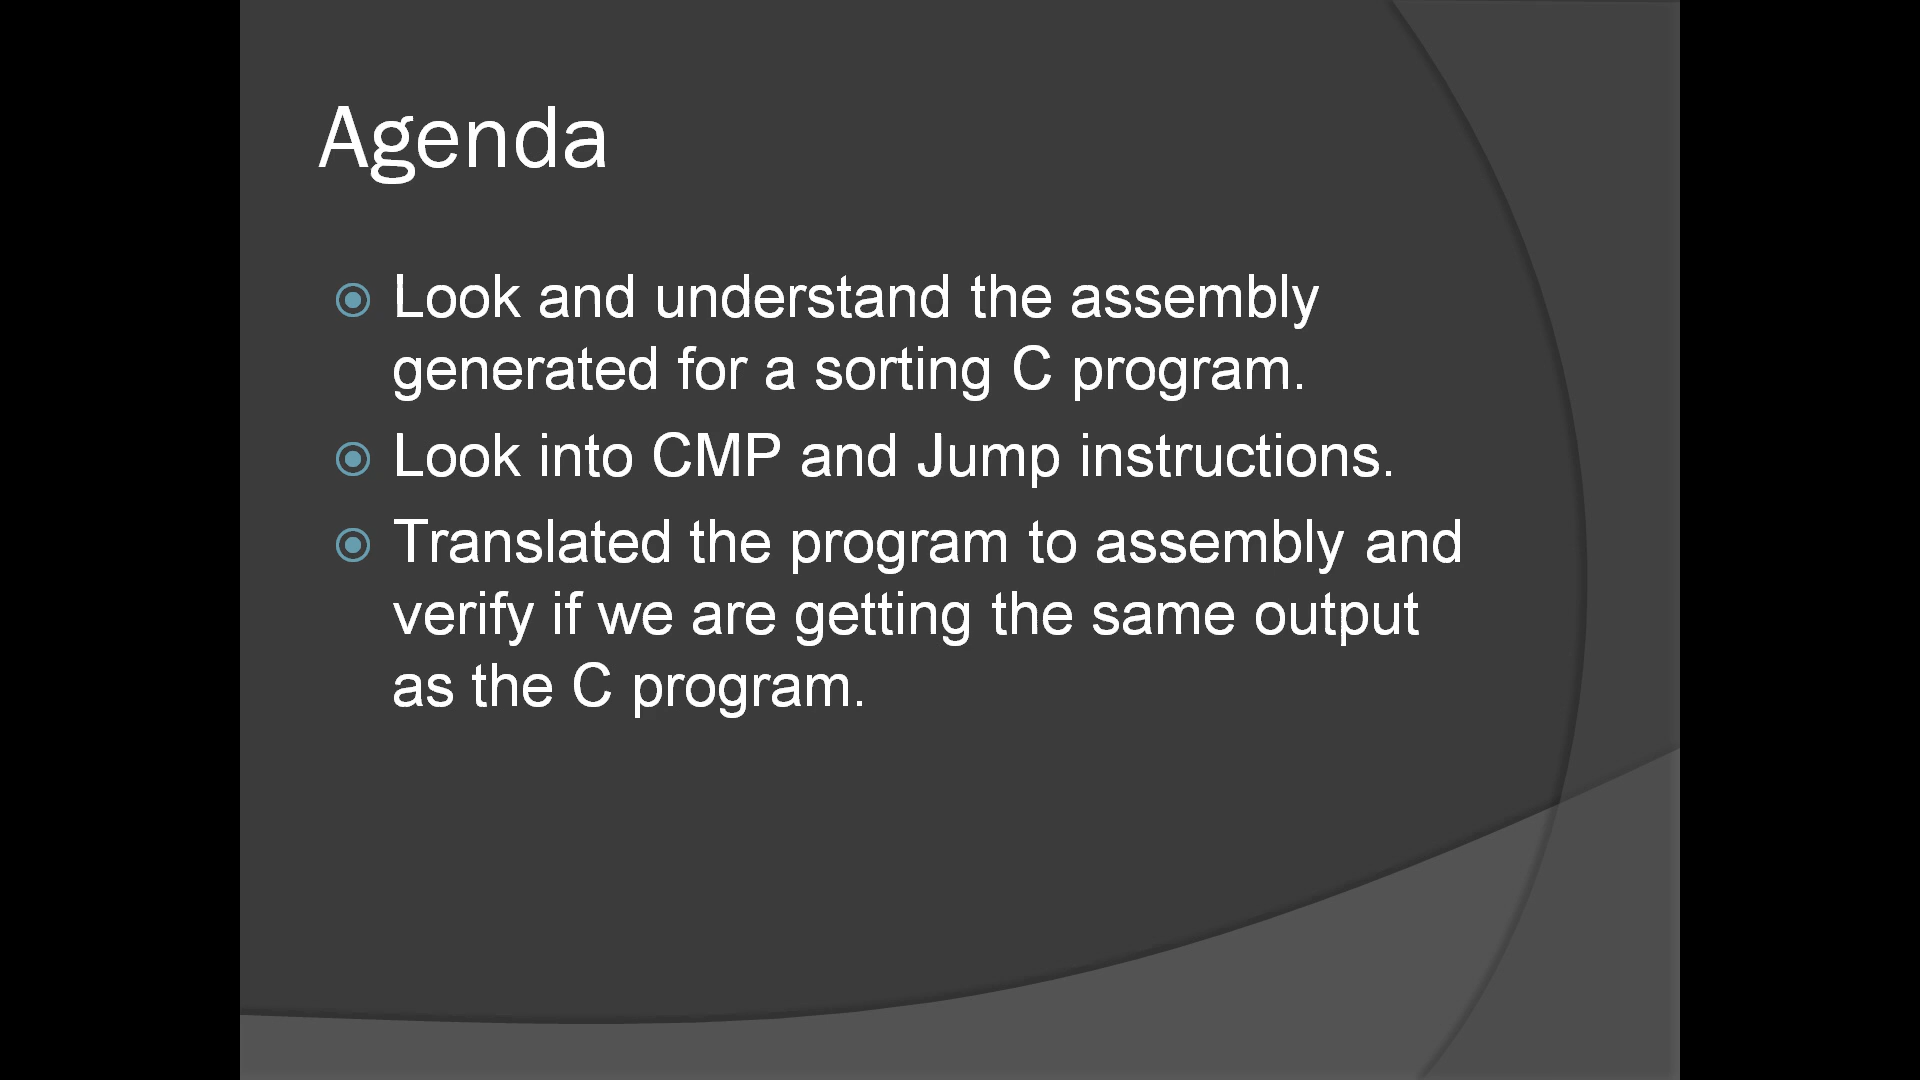 Agenda
Look and understand the assembly
generated for a sorting C program.
Look into CMP and Jump instructions.
Translated the program to assembly and
verify if we are getting the same output
as the C program.